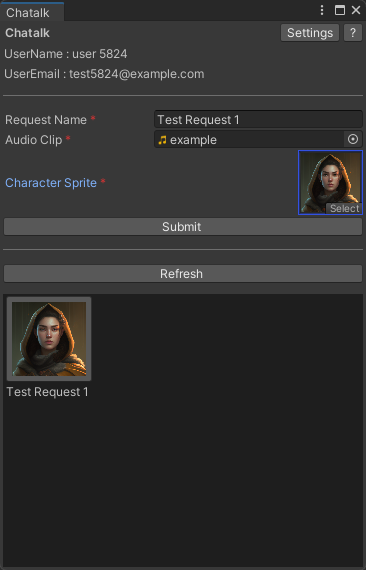 Chatalk
Chatalk Settings ?
UserName : user 5824
UserEmail : test5824@example.com
Request Name * Test Request 1
Audio Clip * example
Character Sprite * Select
Submit
Refresh
Test Request 1